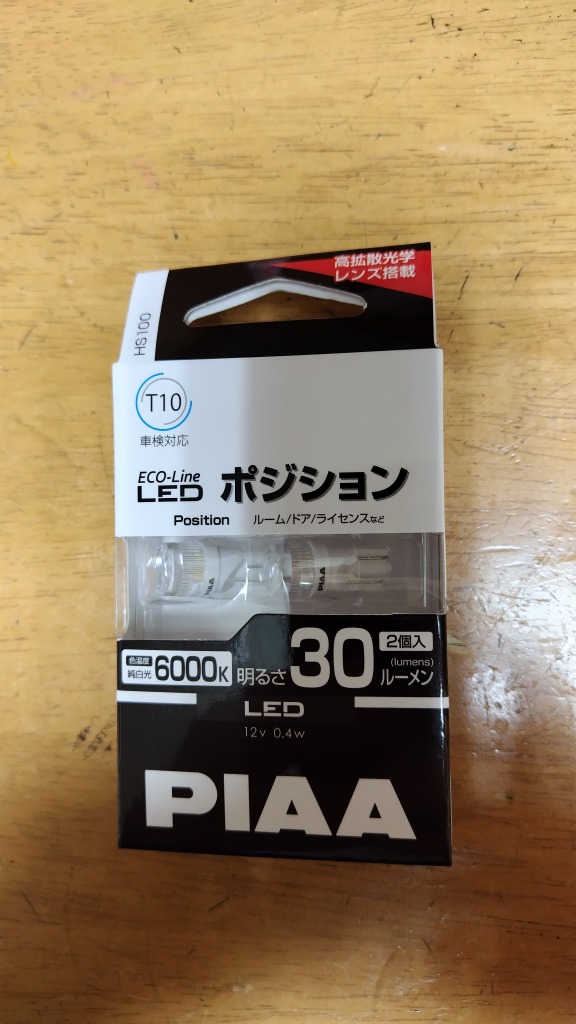 高拡散光学
レンズ搭載
HS100
T10
車検対応
ECO-Line
LED ポジション
Position ルーム/ドア/ライセンスなど
PIAA PIAA
色温度
純白光 6000K 明るさ 30 2個入
(lumens)
ルーメン
LED
12v 0.4w
PIAA